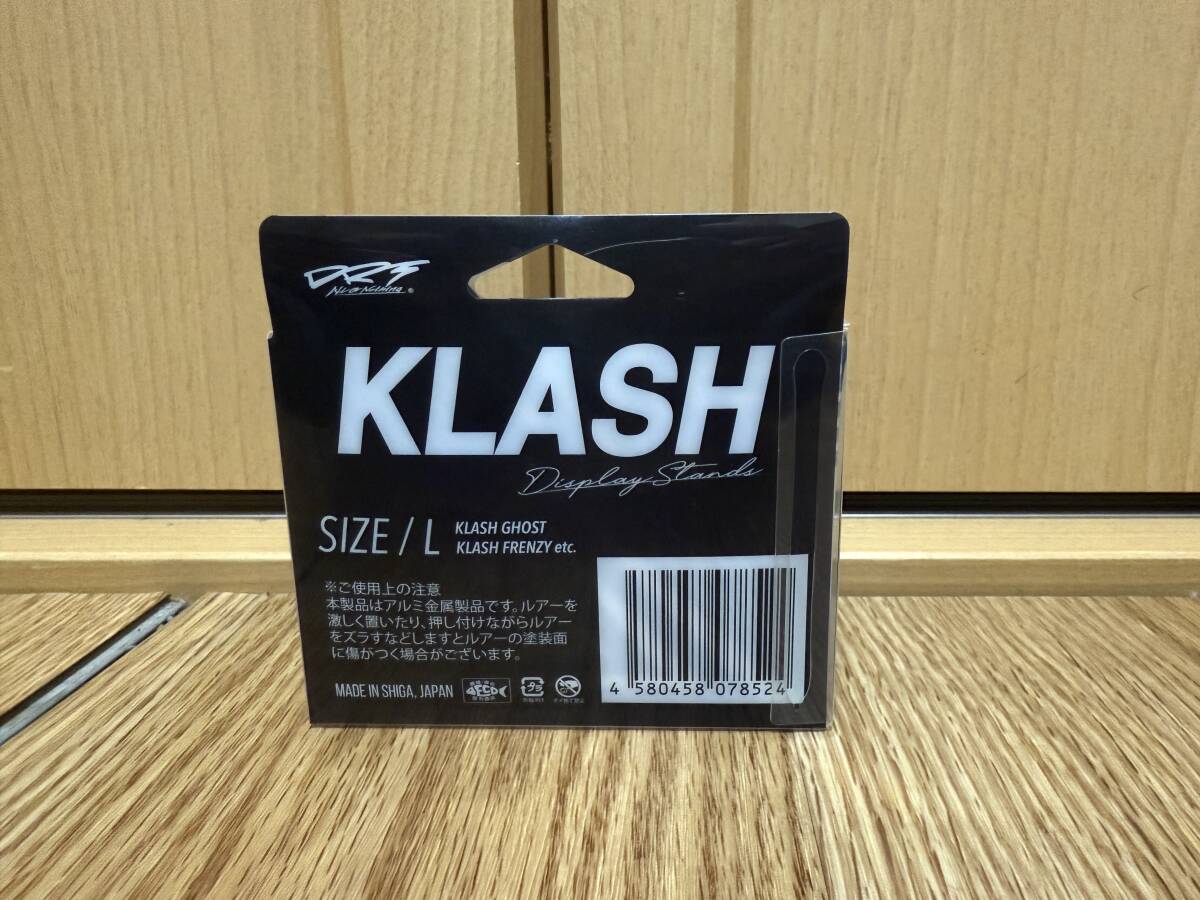 DRT
KLASH
Display Stands
SIZE / L
KLASH GHOST
KLASH FRENZY etc.
※ご使用上の注意
本製品はアルミ金属製品です。ルアーを
激しく置いたり、押し付けながらルアー
をズラすなどしますとルアーの塗装面
に傷がつく場合がございます。
MADE IN SHIGA, JAPAN
プラ
4 580458 078524